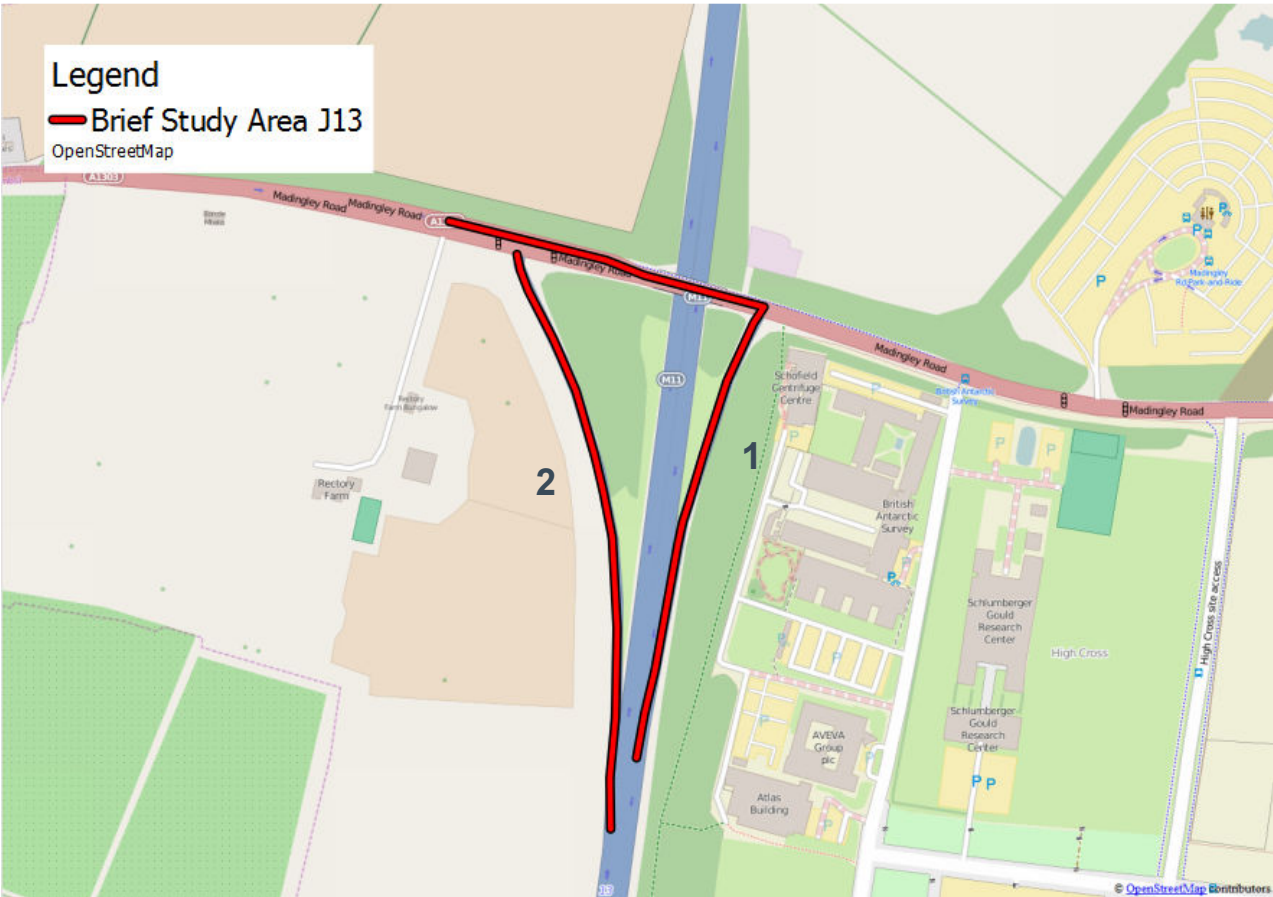 Legend
Brief Study Area J13
OpenStreetMap
A1303
Madingley Road
Madingley Road
Madingley Road
M11
M11
Madingley Road
Madingley Road
P
P
P
Madingley
Rd Park-and-Ride
British Antarctic
Survey
Rectory
Farm Bungalow
Rectory
Farm
2
1
Schofield
Centrifuge
Centre
P
P
British
Antarctic
Survey
P
P
P
P
P
Schlumberger
Gould
Research
Center
High Cross
High Cross site access
Schlumberger
Gould
Research
Center
P P
AVEVA
Group
plc
P
P
Atlas
Building
P
J13
© OpenStreetMap contributors